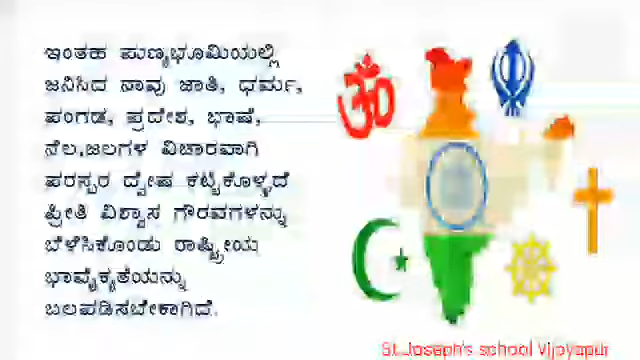 ಇಂತಹ ಪುಣ್ಯಭೂಮಿಯಲ್ಲಿ
ಜನಿಸಿದ ನಾವು ಜಾತಿ, ಧರ್ಮ,
ಪಂಗಡ, ಪ್ರದೇಶ, ಭಾಷೆ,
ನೆಲ,ಜಲಗಳ ವಿಚಾರವಾಗಿ
ಪರಸ್ಪರ ದ್ವೇಷ ಕಟ್ಟಿಕೊಳ್ಳದೆ
ಪ್ರೀತಿ ವಿಶ್ವಾಸ ಗೌರವಗಳನ್ನು
ಬೆಳೆಸಿಕೊಂಡು ರಾಷ್ಟ್ರೀಯ
ಭಾವೈಕ್ಯತೆಯನ್ನು
ಬಲಪಡಿಸಬೇಕಾಗಿದೆ.
ॐ
St.Joseph's school Vijayapur